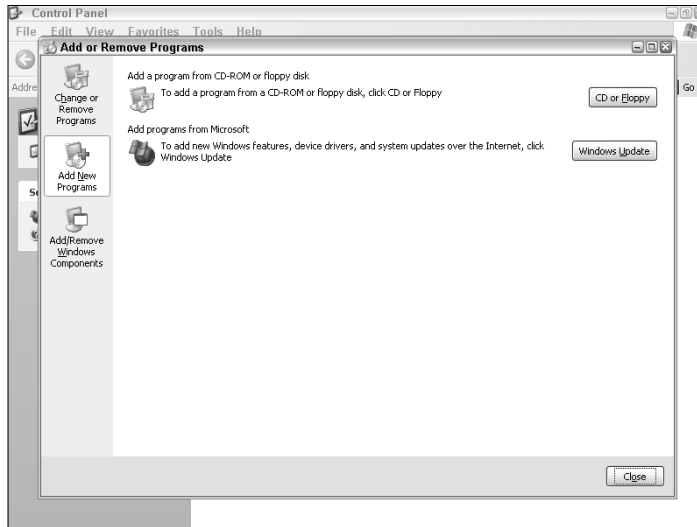 Control Panel
File Edit View Favorites Tools Help
Add or Remove Programs
Addre
Go
Change or
Remove
Programs
Add New
Programs
Add/Remove
Windows
Components
Add a program from CD-ROM or floppy disk
To add a program from a CD-ROM or floppy disk, click CD or Floppy
CD or Floppy
Add programs from Microsoft
To add new Windows features, device drivers, and system updates over the Internet, click
Windows Update
Windows Update
Close